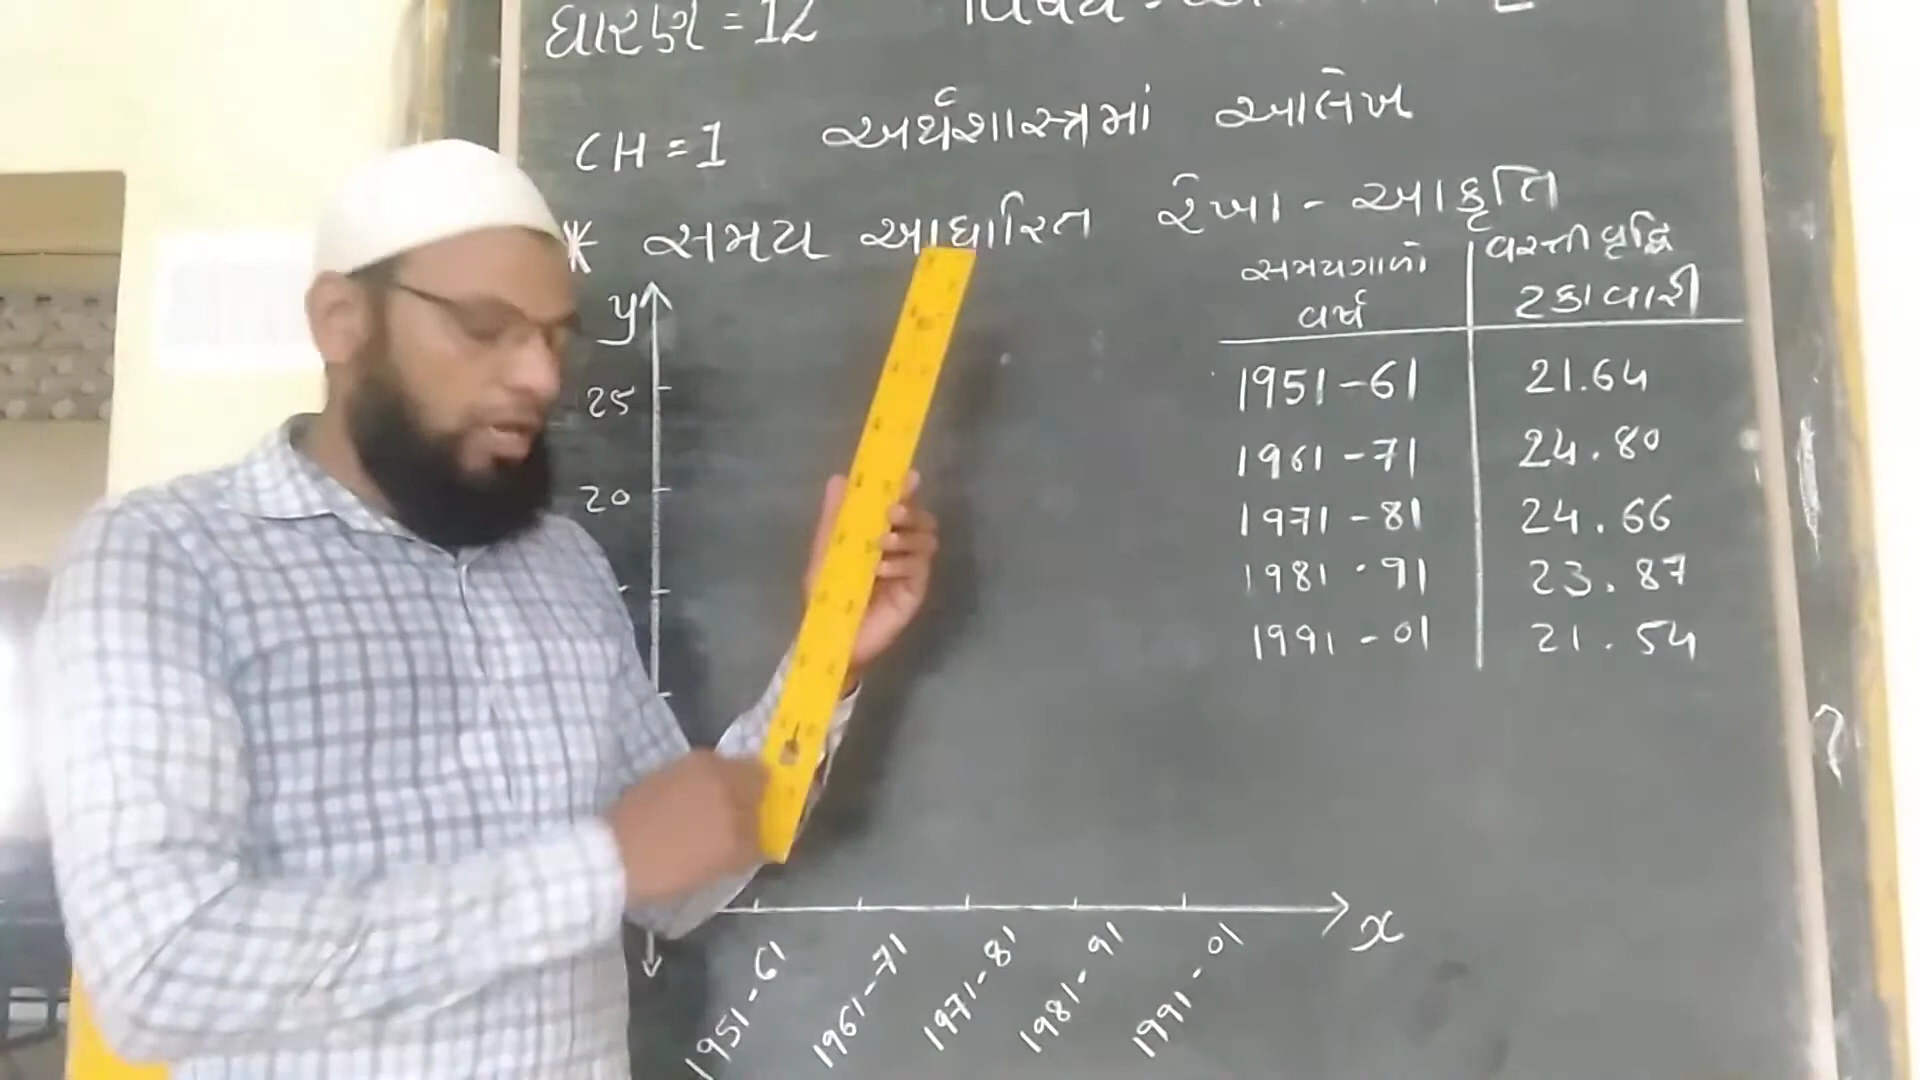 ધારણ = 12 વિષય -
CH = 1 અર્થશાસ્ત્રમાં આલેખ
* સમય આધારિત રેખા - આકૃતિ
સમયગાળો વર્ષ વસ્તી વૃદ્ધિ ટકાવારી
1951 - 61 21.64
1961 - 71 24.80
1971 - 81 24.66
1981 - 91 23.87
1991 - 01 21.54
y
25
20
x
1951 - 61
1961 - 71
1971 - 81
1981 - 91
1991 - 01